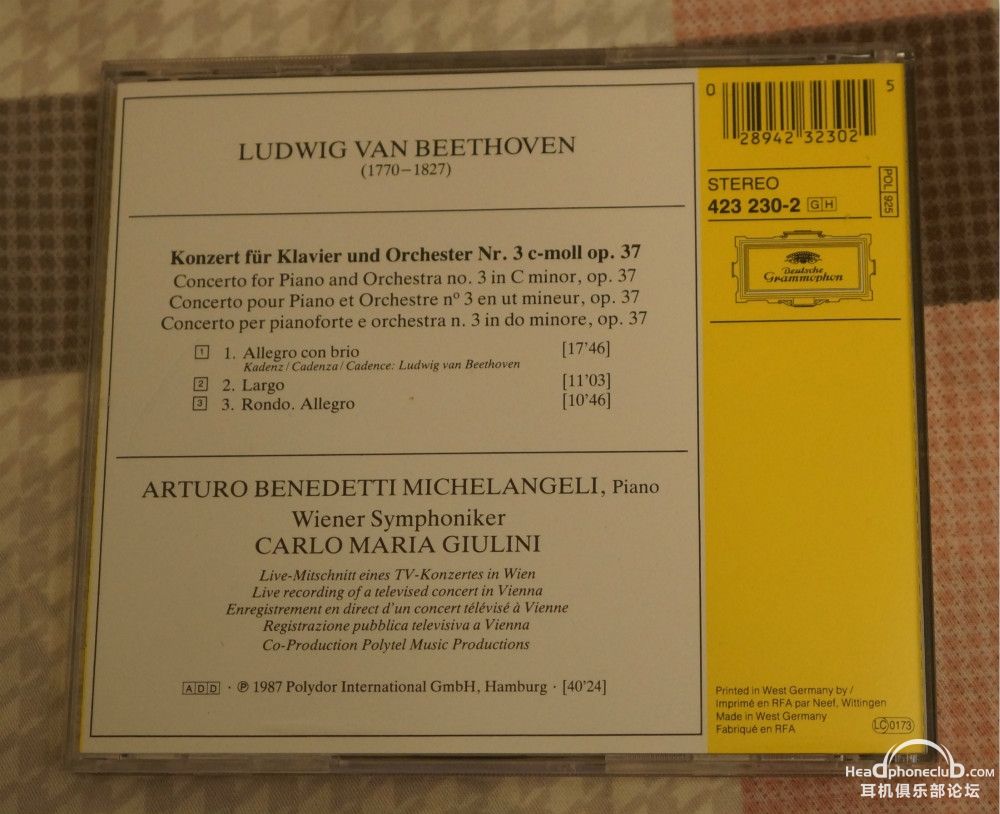 LUDWIG VAN BEETHOVEN
(1770–1827)
Konzert für Klavier und Orchester Nr. 3 c-moll op. 37
Concerto for Piano and Orchestra no. 3 in C minor, op. 37
Concerto pour Piano et Orchestre nº 3 en ut mineur, op. 37
Concerto per pianoforte e orchestra n. 3 in do minore, op. 37
1 1. Allegro con brio [17'46]
Kadenz / Cadenza / Cadence: Ludwig van Beethoven
2 2. Largo [11'03]
3 3. Rondo. Allegro [10'46]
ARTURO BENEDETTI MICHELANGELI, Piano
Wiener Symphoniker
CARLO MARIA GIULINI
Live-Mitschnitt eines TV-Konzertes in Wien
Live recording of a televised concert in Vienna
Enregistrement en direct d'un concert télévisé à Vienne
Registrazione pubblica televisiva a Vienna
Co-Production Polytel Music Productions
ADD · ℗ 1987 Polydor International GmbH, Hamburg · [40'24]
0 28942 32302 5
STEREO
423 230-2 GH
POL 925
Deutsche
Grammophon
Printed in West Germany by /
Imprimé en RFA par Neef, Wittingen
Made in West Germany
Fabriqué en RFA
LC 0173
HeadphoneclUb.com
耳机俱乐部论坛